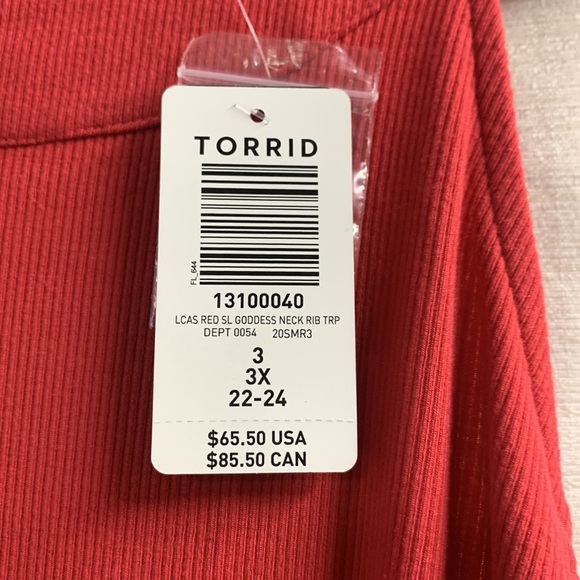 TORRID
FL_644
13100040
LCAS RED SL GODDESS NECK RIB TRP
DEPT 0054 20SMR3
3
3X
22-24
$65.50 USA
$85.50 CAN